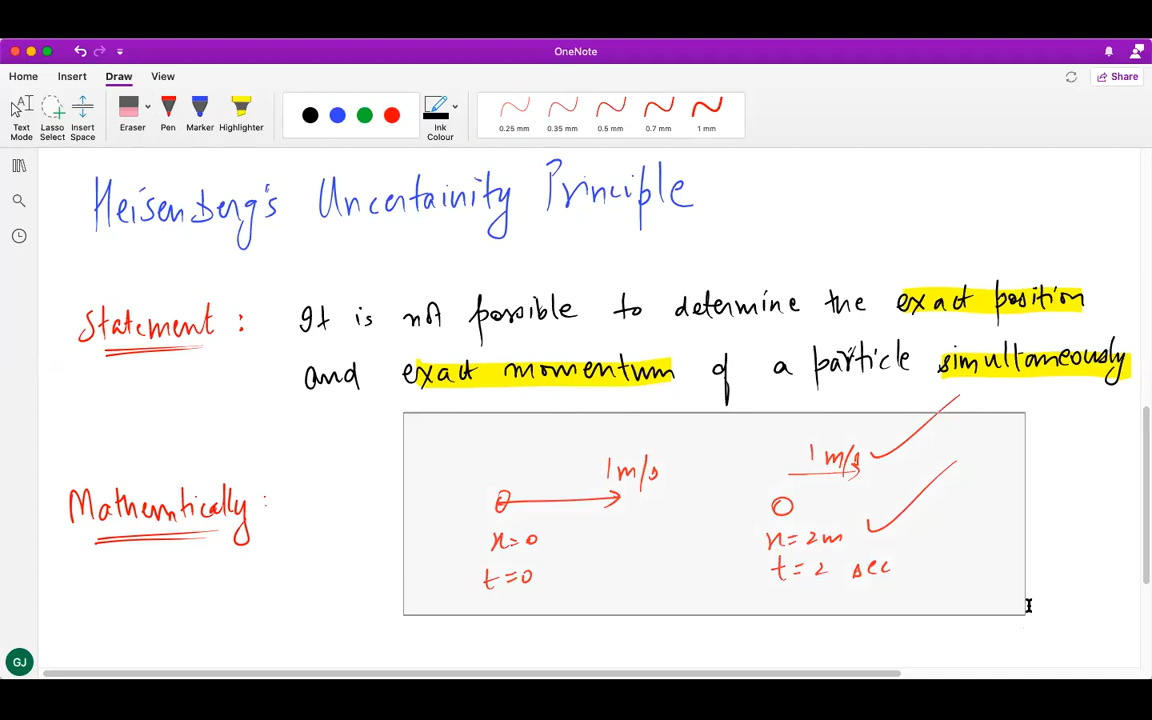 OneNote
Home Insert Draw View Share
Text Mode Lasso Select Insert Space Eraser Pen Marker Highlighter Ink Colour 0.25 mm 0.35 mm 0.5 mm 0.7 mm 1 mm
Heisenberg's Uncertainity Principle
Statement : It is not possible to determine the exact position
and exact momentum of a particle simultaneously
Mathemtically :
1 m/s
x = 0
t = 0
1 m/s
x = 2m
t = 2 sec
GJ